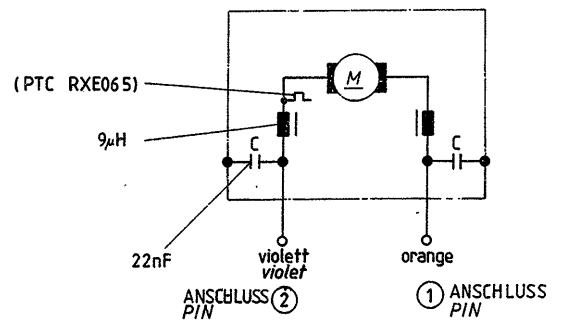 M
(PTC RXE065)
9µH
C
C
22nF
violett
violet
orange
ANSCHLUSS 2
PIN
1 ANSCHLUSS
PIN